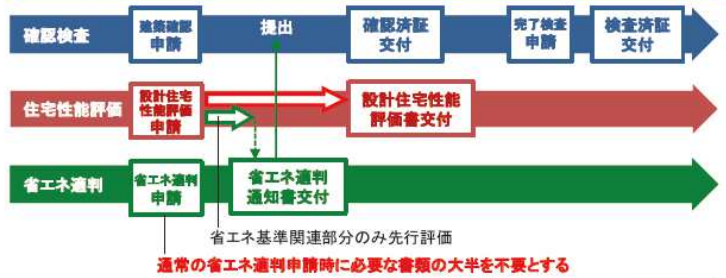 確認検査
建築確認
申請
提出
確認済証
交付
完了検査
申請
検査済証
交付
住宅性能評価
設計住宅
性能評価
申請
設計住宅性能
評価書交付
省エネ適判
省エネ適判
申請
省エネ適判
通知書交付
省エネ基準関連部分のみ先行評価
通常の省エネ適判申請時に必要な書類の大半を不要とする